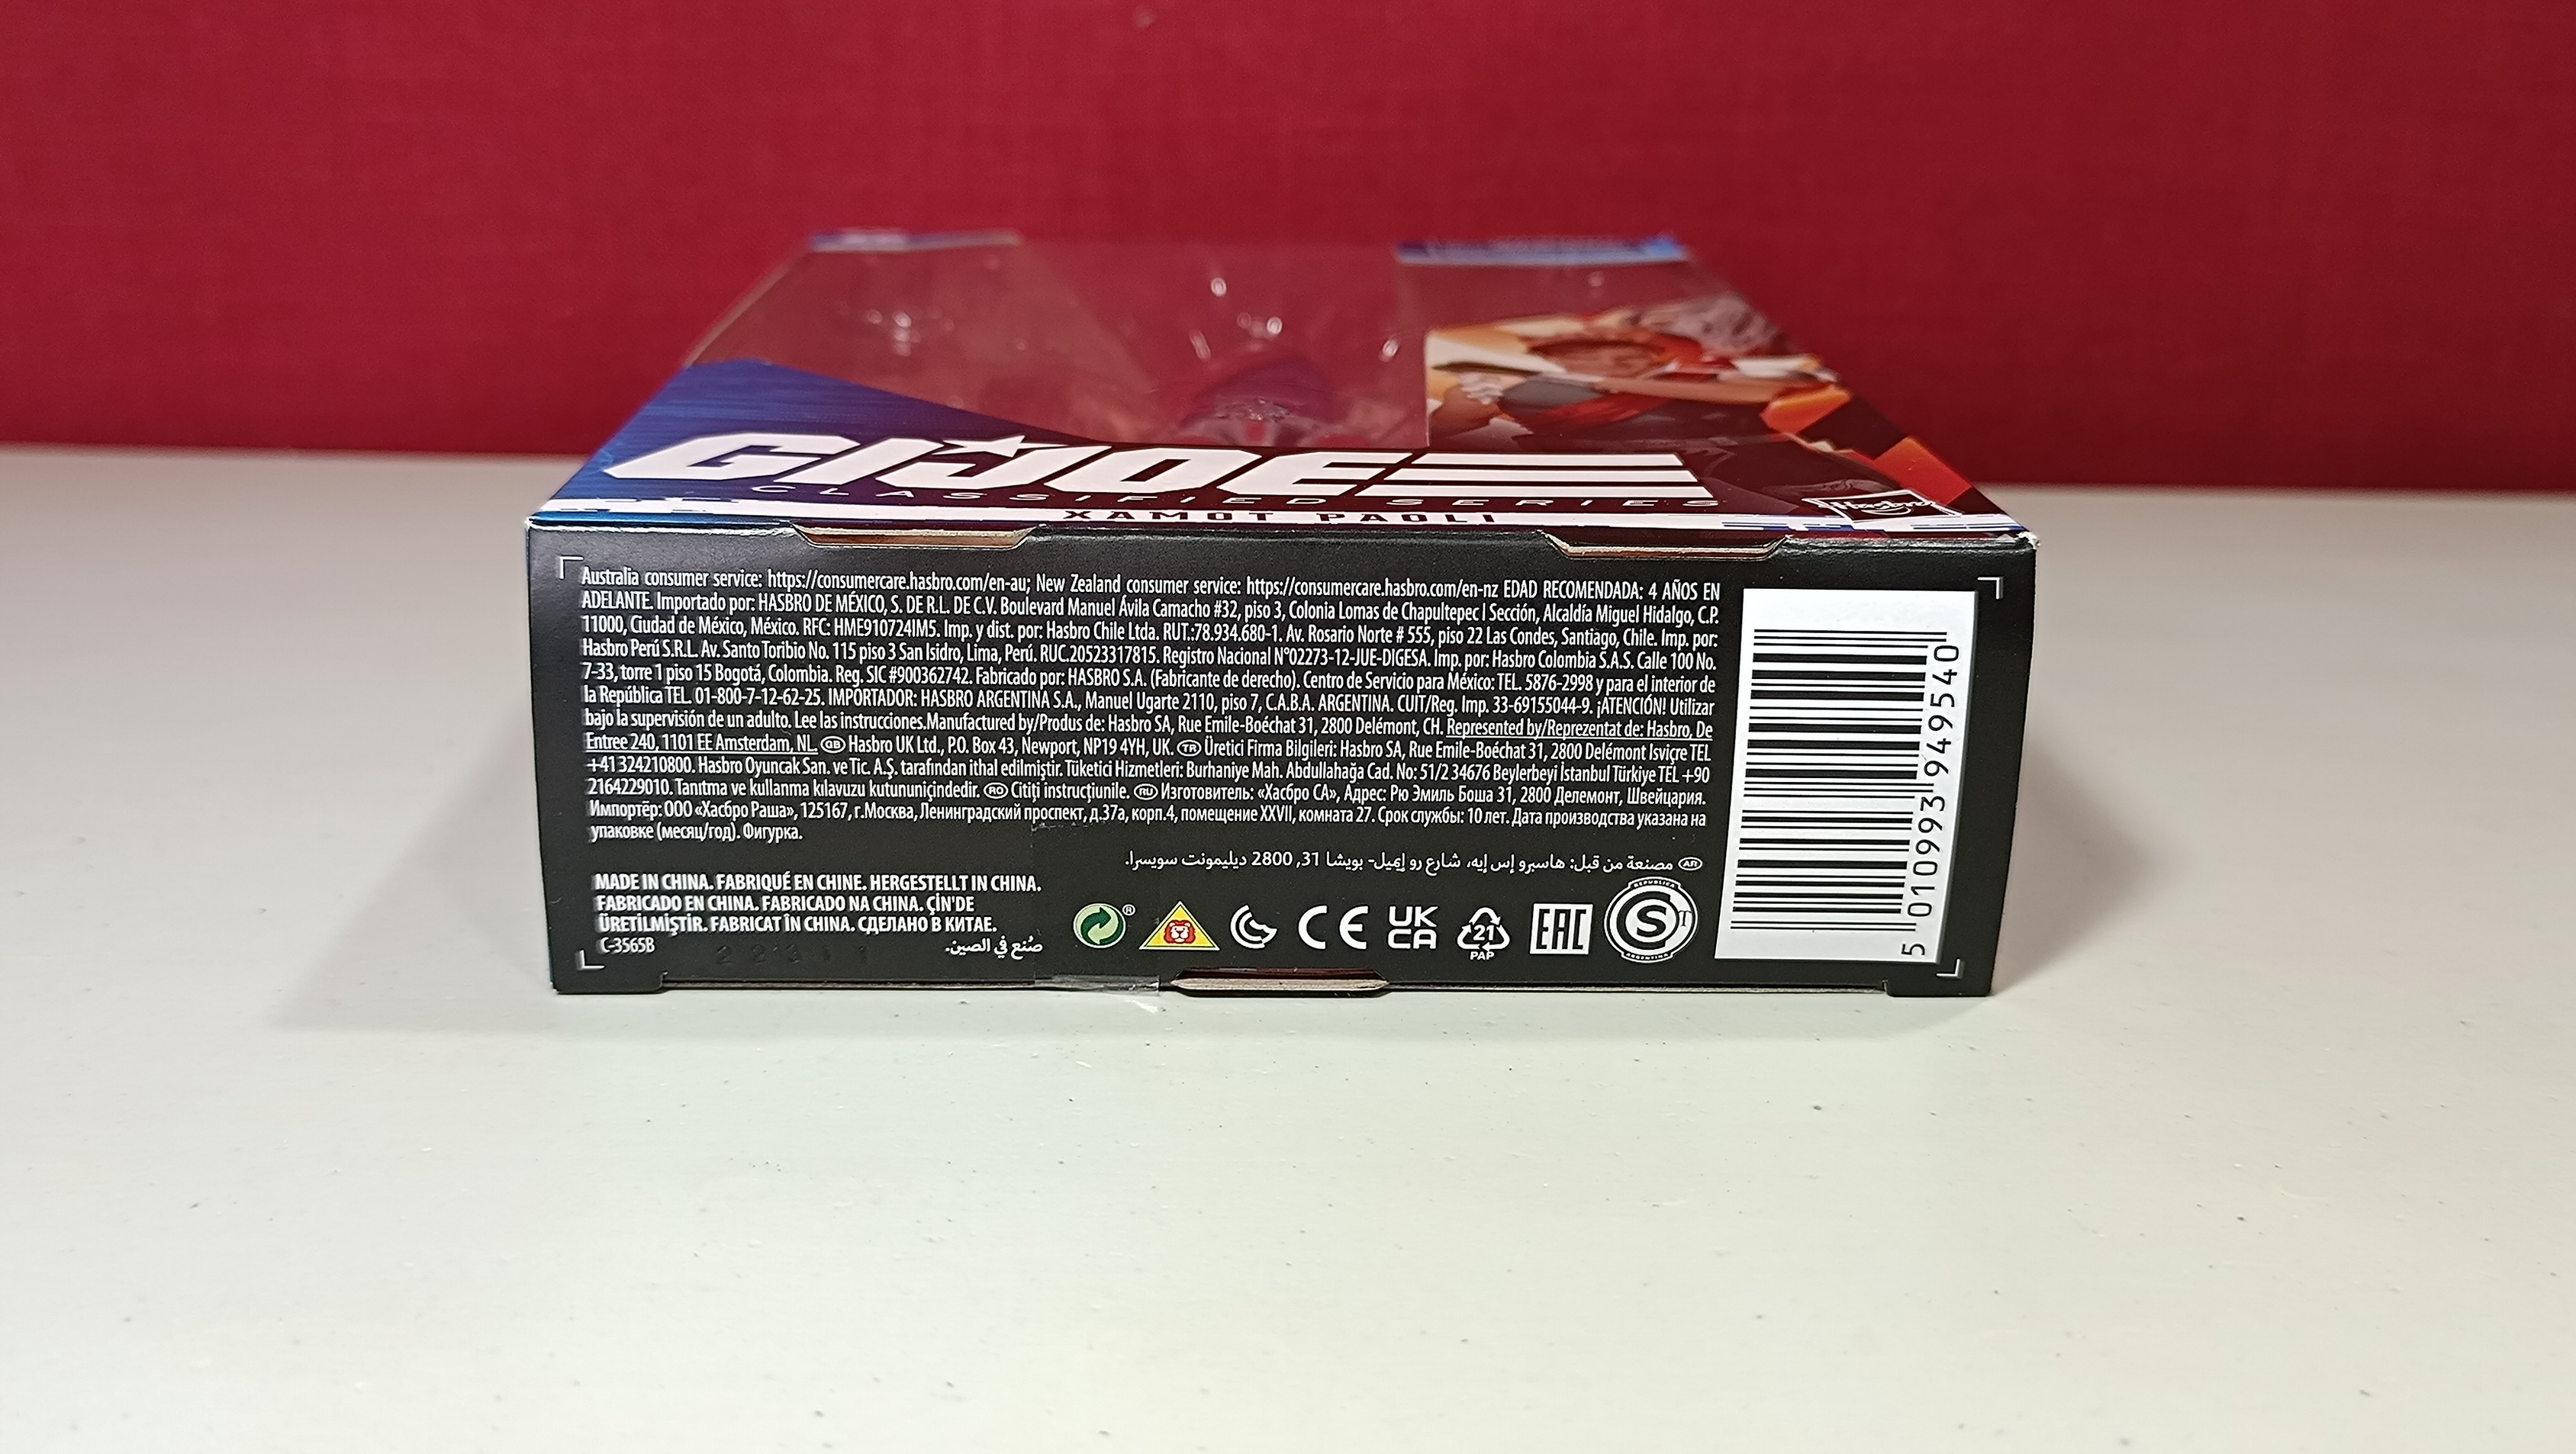 GIJOE
CLASSIFIED SERIES
XAMOT PAOLI
Hasbro
Australia consumer service: https://consumercare.hasbro.com/en-au; New Zealand consumer service: https://consumercare.hasbro.com/en-nz EDAD RECOMENDADA: 4 AÑOS EN
ADELANTE. Importado por: HASBRO DE MÉXICO, S. DE R.L. DE C.V. Boulevard Manuel Ávila Camacho #32, piso 3, Colonia Lomas de Chapultepec I Sección, Alcaldía Miguel Hidalgo, C.P.
11000, Ciudad de México, México. RFC: HME910724IM5. Imp. y dist. por: Hasbro Chile Ltda. RUT.:78.934.680-1. Av. Rosario Norte # 555, piso 22 Las Condes, Santiago, Chile. Imp. por:
Hasbro Perú S.R.L. Av. Santo Toribio No. 115 piso 3 San Isidro, Lima, Perú. RUC.20523317815. Registro Nacional N°02273-12-JUE-DIGESA. Imp. por: Hasbro Colombia S.A.S. Calle 100 No.
7-33, torre 1 piso 15 Bogotá, Colombia. Reg. SIC #900362742. Fabricado por: HASBRO S.A. (Fabricante de derecho). Centro de Servicio para México: TEL. 5876-2998 y para el interior de
la República TEL. 01-800-7-12-62-25. IMPORTADOR: HASBRO ARGENTINA S.A., Manuel Ugarte 2110, piso 7, C.A.B.A. ARGENTINA. CUIT/Reg. Imp. 33-69155044-9. ¡ATENCIÓN! Utilizar
bajo la supervisión de un adulto. Lee las instrucciones.Manufactured by/Produs de: Hasbro SA, Rue Emile-Boéchat 31, 2800 Delémont, CH. Represented by/Reprezentat de: Hasbro, De
Entree 240, 1101 EE Amsterdam, NL. GB Hasbro UK Ltd., P.O. Box 43, Newport, NP19 4YH, UK. TR Üretici Firma Bilgileri: Hasbro SA, Rue Emile-Boéchat 31, 2800 Delémont Isviçre TEL
+41324210800. Hasbro Oyuncak San. ve Tic. A.Ş. tarafından ithal edilmiştir. Tüketici Hizmetleri: Burhaniye Mah. Abdullahağa Cad. No: 51/2 34676 Beylerbeyi İstanbul Türkiye TEL +90
2164229010. Tanıtma ve kullanma kılavuzu kutununiçindedir. RO Citiți instrucțiunile. RU Изготовитель: «Хасбро СА», Адрес: Рю Эмиль Боша 31, 2800 Делемонт, Швейцария.
Импортёр: ООО «Хасбро Раша», 125167, г.Москва, Ленинградский проспект, д.37а, корп.4, помещение XXVII, комната 27. Срок службы: 10 лет. Дата производства указана на
упаковке (месяц/год). Фигурка.
AR مصنعة من قبل: هاسبرو إس إيه، شارع رو إيميل- بويشا 31, 2800 ديليمونت سويسرا.
MADE IN CHINA. FABRIQUÉ EN CHINE. HERGESTELLT IN CHINA.
FABRICADO EN CHINA. FABRICADO NA CHINA. ÇİN'DE
ÜRETİLMİŞTİR. FABRICAT ÎN CHINA. СДЕЛАНО В КИТАЕ.
C-3565B صُنع في الصين.
® CE UK CA 21 PAP EAC REPUBLICA S T ARGENTINA
5 010993 949540